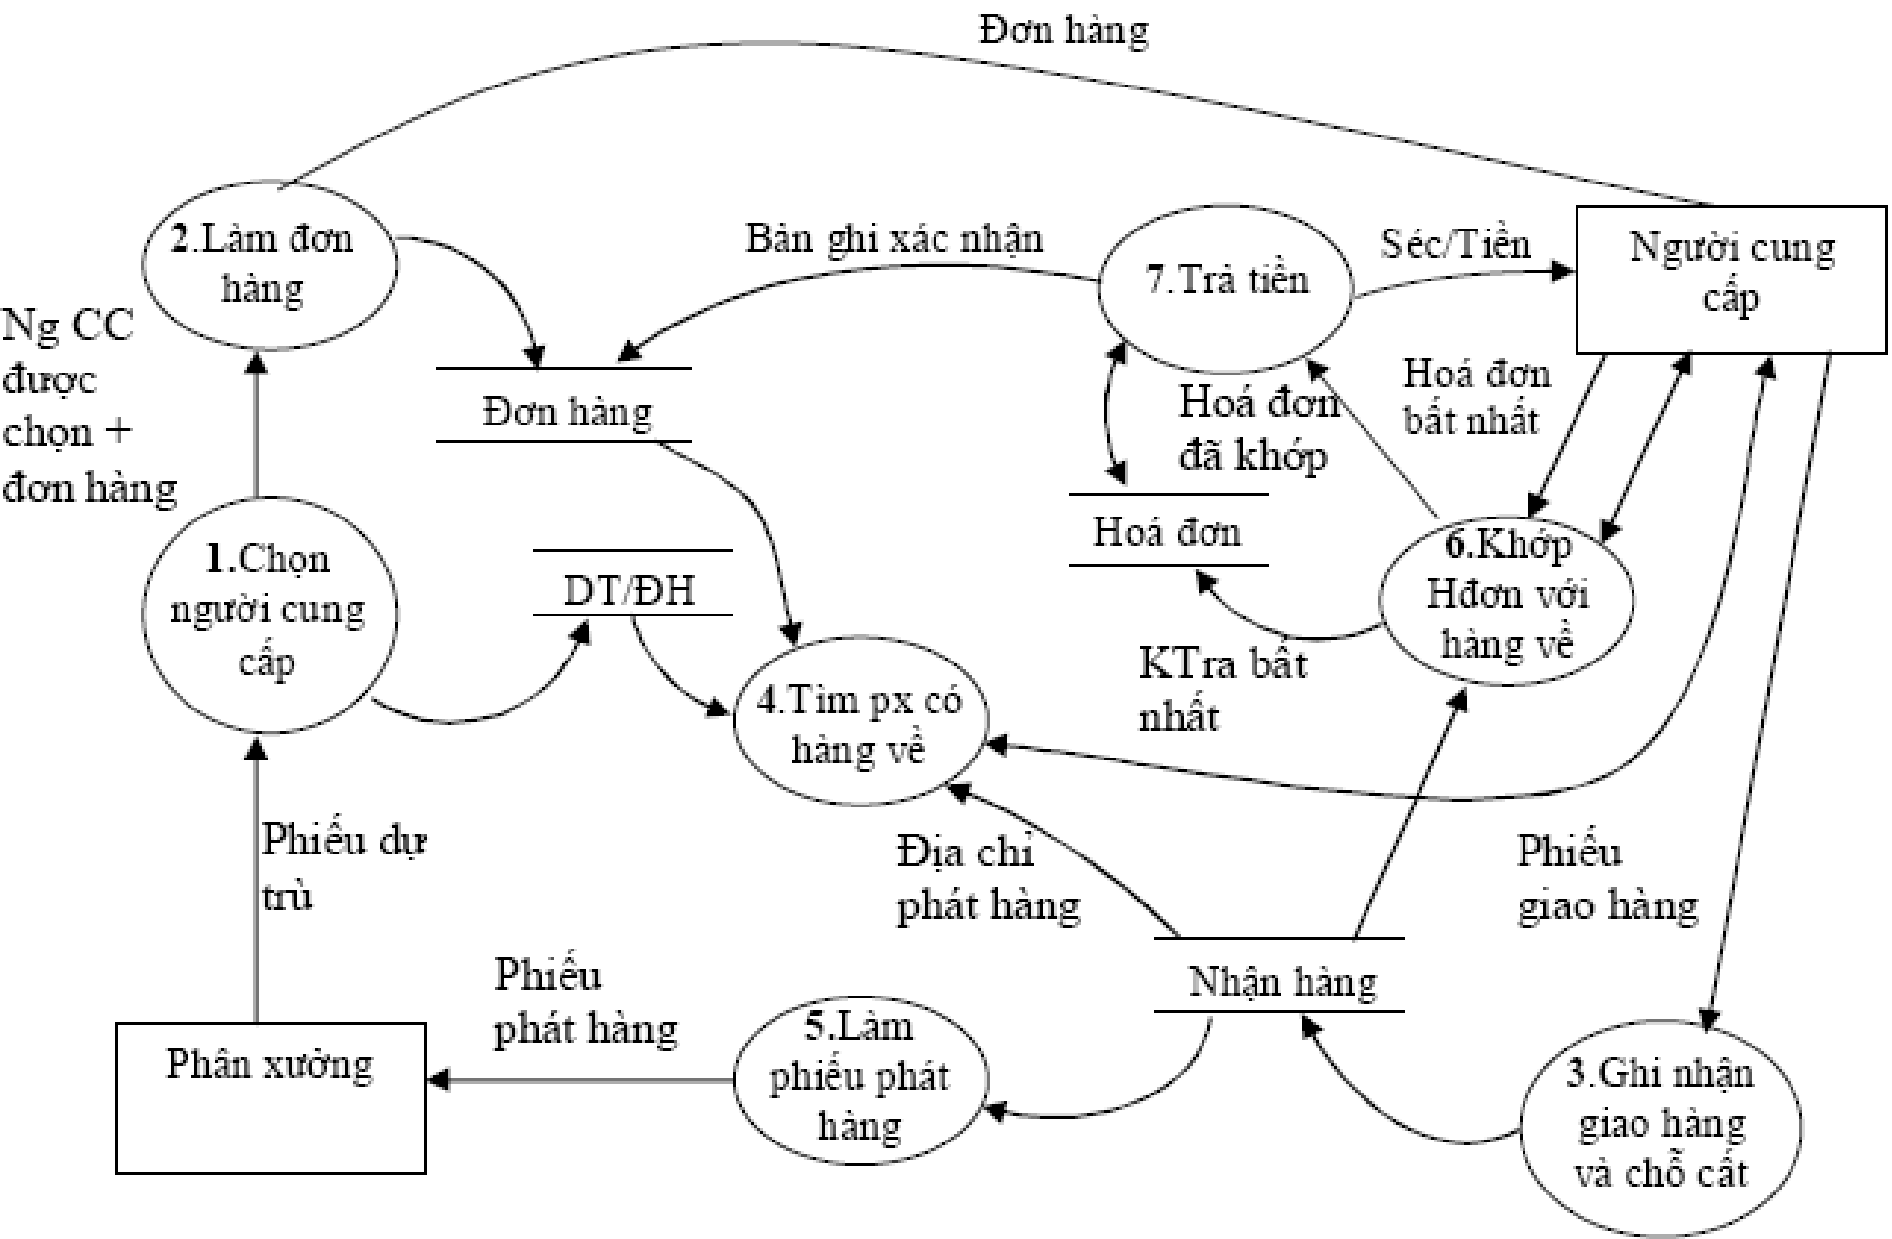 Đơn hàng
2.Làm đơn
hàng
Bản ghi xác nhận
7.Trả tiền
Séc/Tiền
Người cung
cấp
Ng CC
được
chọn +
đơn hàng
Đơn hàng
Hoá đơn
đã khớp
Hoá đơn
bất nhất
1.Chọn
người cung
cấp
DT/ĐH
Hoá đơn
6.Khớp
Hđơn với
hàng về
KTra bất
nhất
4.Tìm px có
hàng về
Phiếu dự
trù
Địa chỉ
phát hàng
Phiếu
giao hàng
Phiếu
phát hàng
Nhận hàng
Phân xưởng
5.Làm
phiếu phát
hàng
3.Ghi nhận
giao hàng
và chỗ cất